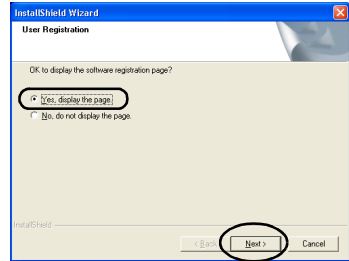 InstallShield Wizard
User Registration
OK to display the software registration page?
Yes, display the page.
No, do not display the page.
InstallShield
< Back
Next >
Cancel